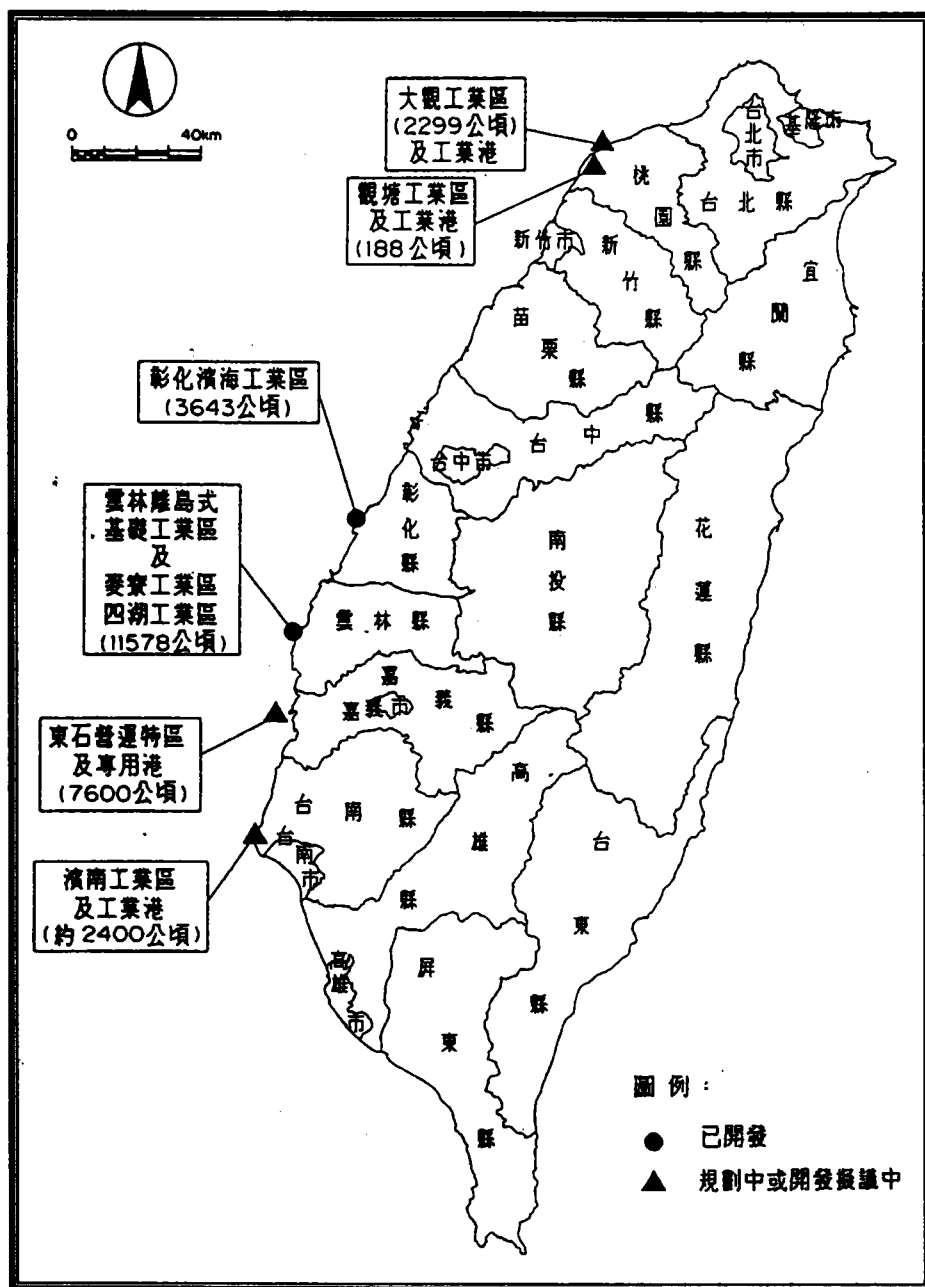 0 40km
大觀工業區
(2299公頃)
及工業港
觀塘工業區
及工業港
(188公頃)
彰化濱海工業區
(3643公頃)
雲林離島式
基礎工業區
及
麥寮工業區
四湖工業區
(11578公頃)
東石營運特區
及專用港
(7600公頃)
濱南工業區
及工業港
(約2400公頃)
基隆市
台北市
台北縣
桃園縣
新竹市
新竹縣
宜蘭縣
苗栗縣
台中縣
台中市
彰化縣
南投縣
花蓮縣
雲林縣
嘉義縣
嘉義市
台南縣
台南市
高雄縣
台東縣
高雄市
屏東縣
圖例：
已開發
規劃中或開發擬議中